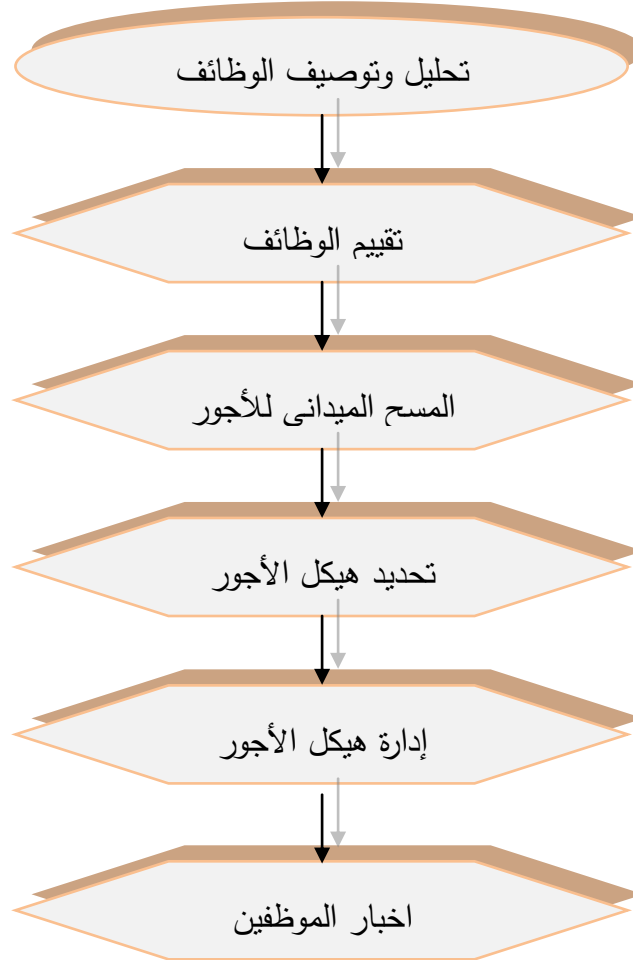 تحليل وتوصيف الوظائف
تقييم الوظائف
المسح الميدانى للأجور
تحديد هيكل الأجور
إدارة هيكل الأجور
اخبار الموظفين